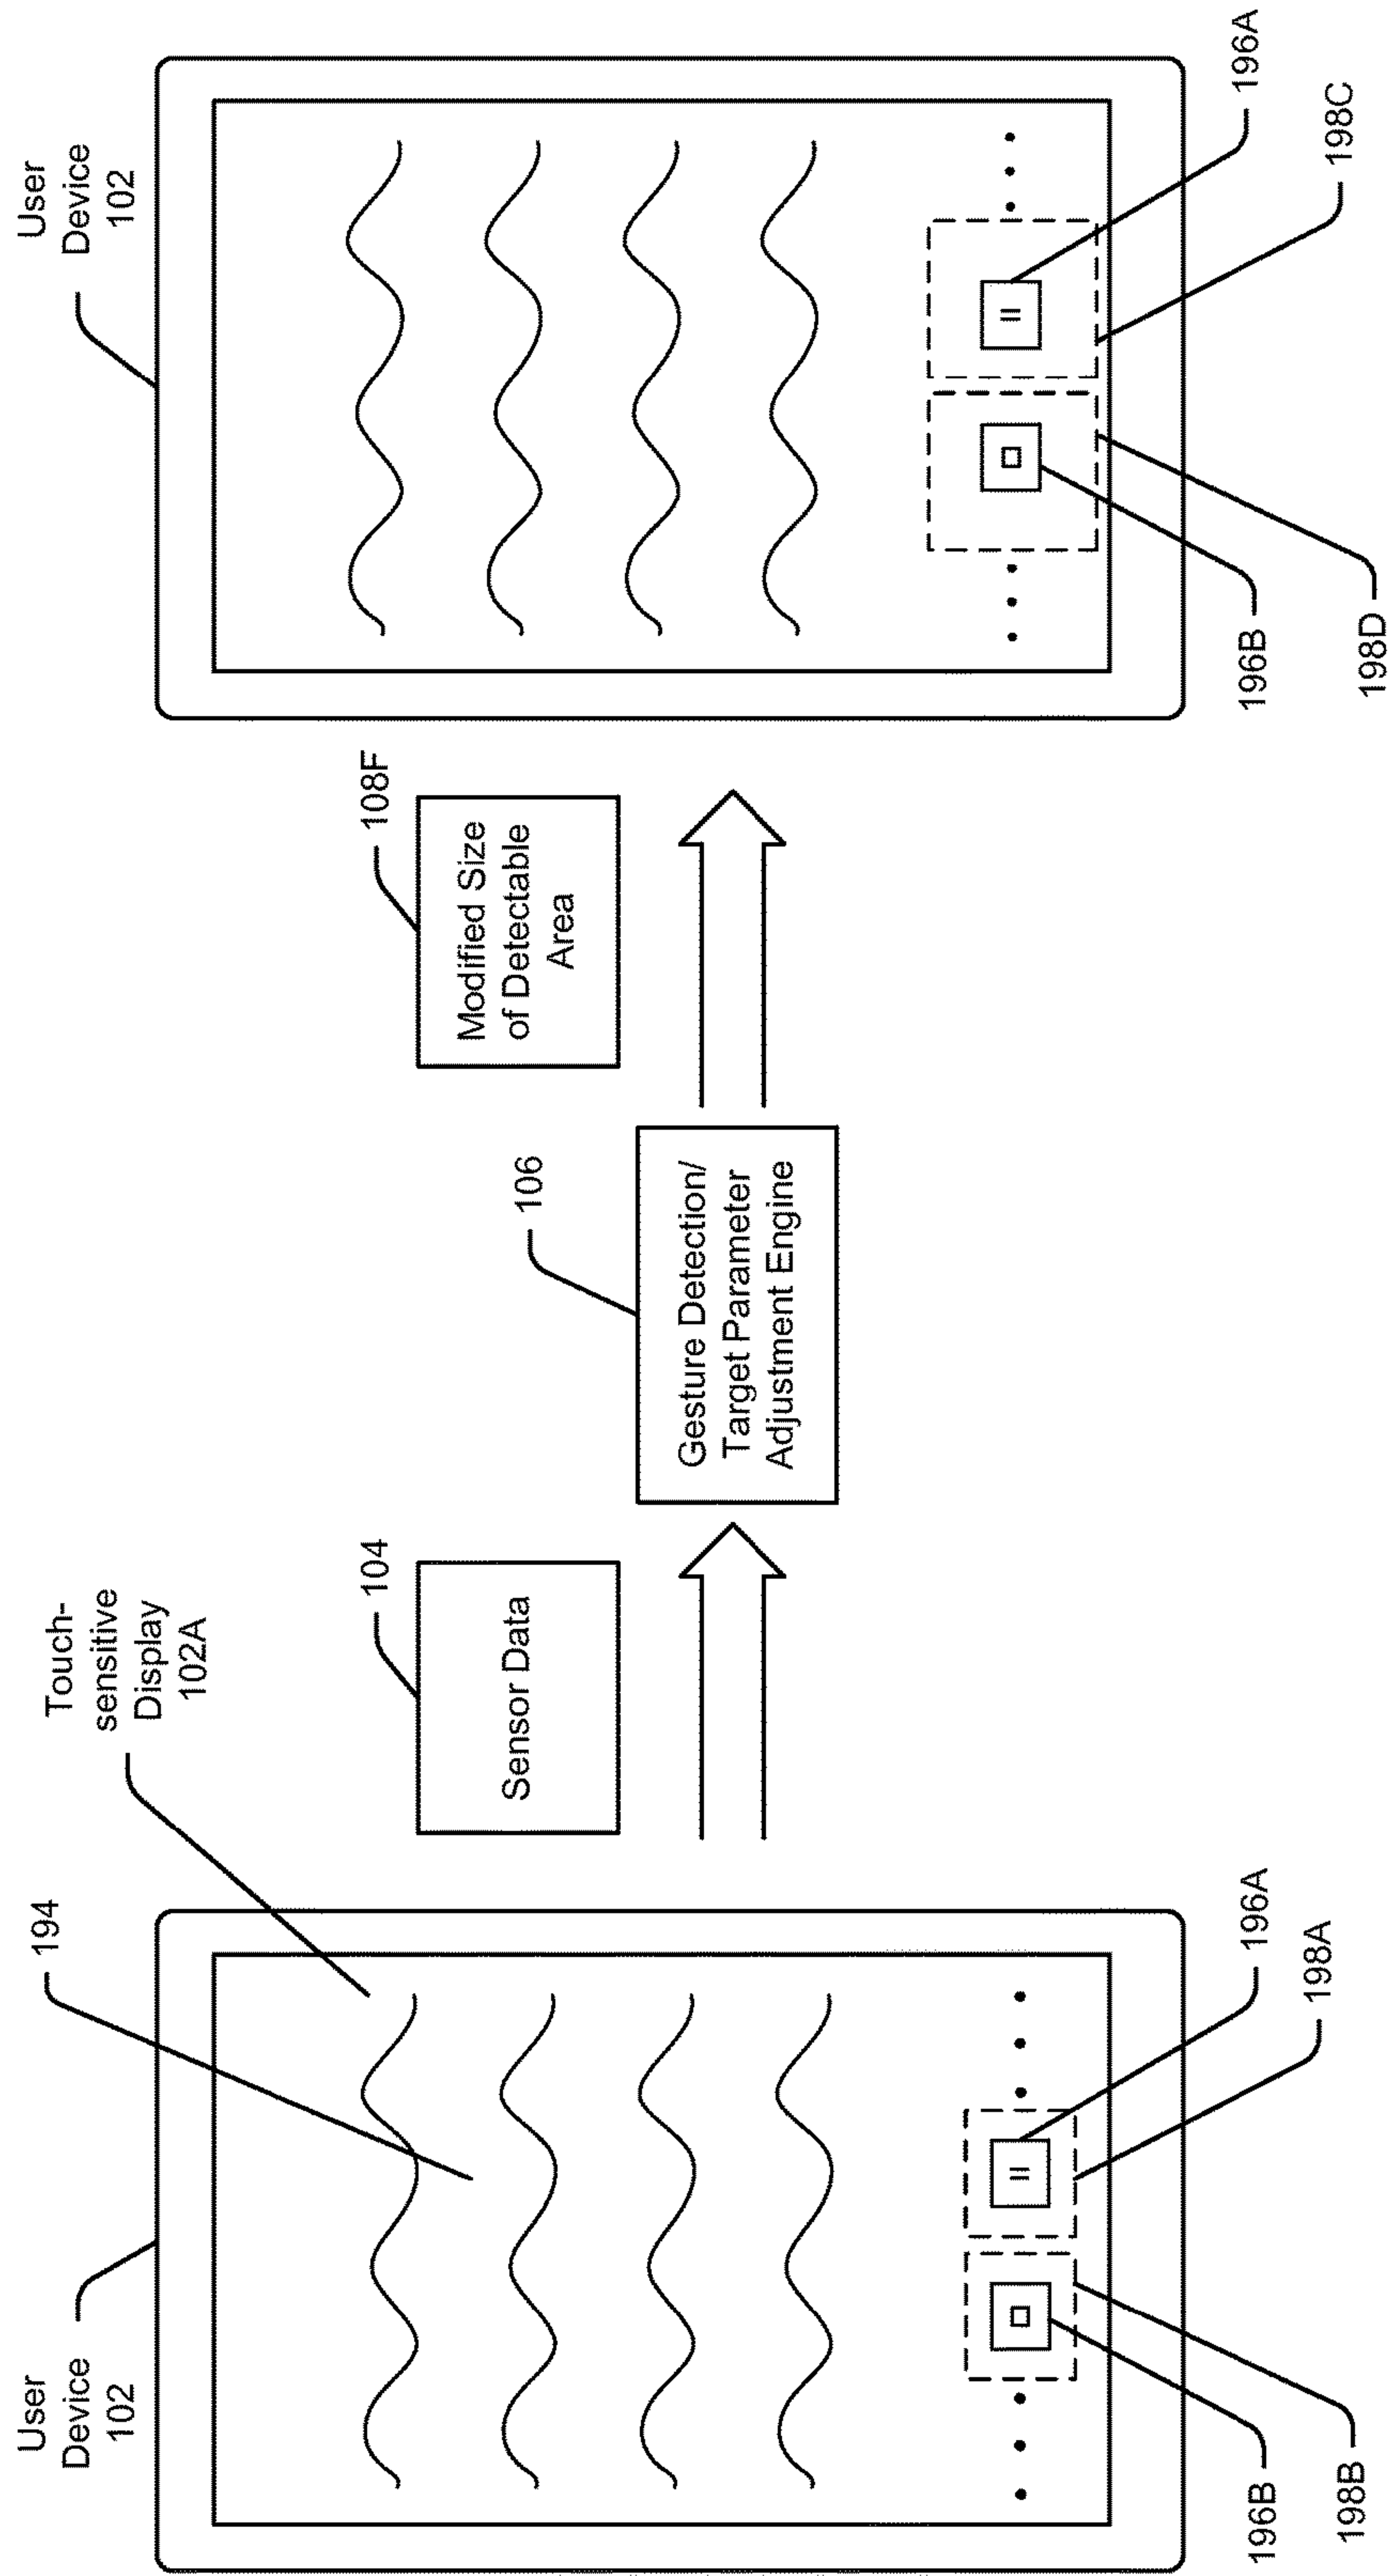 User
Device
102
194
Touch-
sensitive
Display
102A
196B
198B
196A
198A
104
Sensor Data
106
Gesture Detection/
Target Parameter
Adjustment Engine
108F
Modified Size
of Detectable
Area
User
Device
102
196B
198D
196A
198C